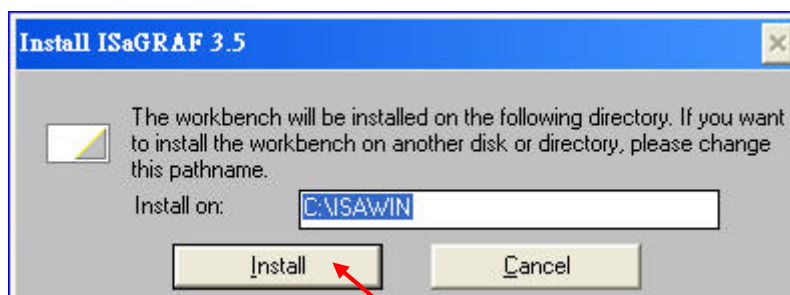 Install ISaGRAF 3.5
The workbench will be installed on the following directory. If you want
to install the workbench on another disk or directory, please change
this pathname.
Install on:
C:\ISAWIN
Install
Cancel